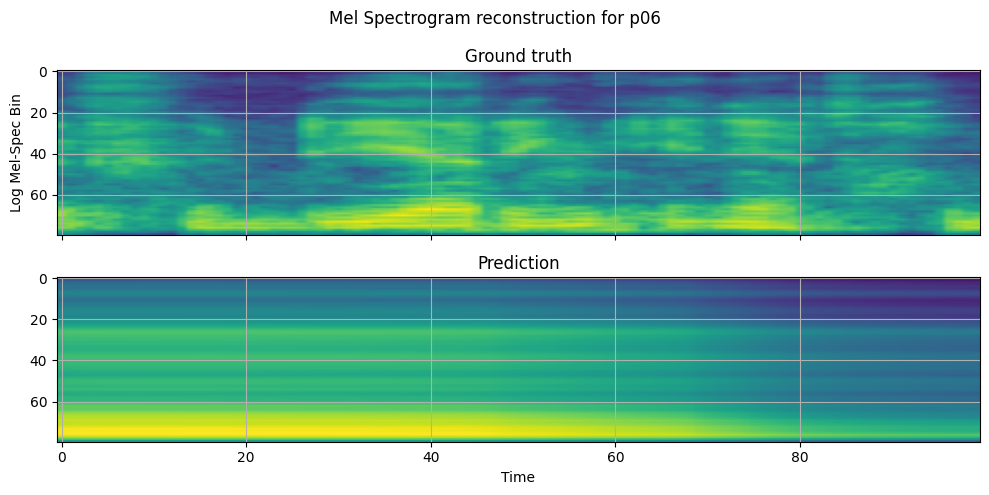 Mel Spectrogram reconstruction for p06
Ground truth
Log Mel-Spec Bin
0
20
40
60
Prediction
0
20
40
60
0 20 40 60 80
Time